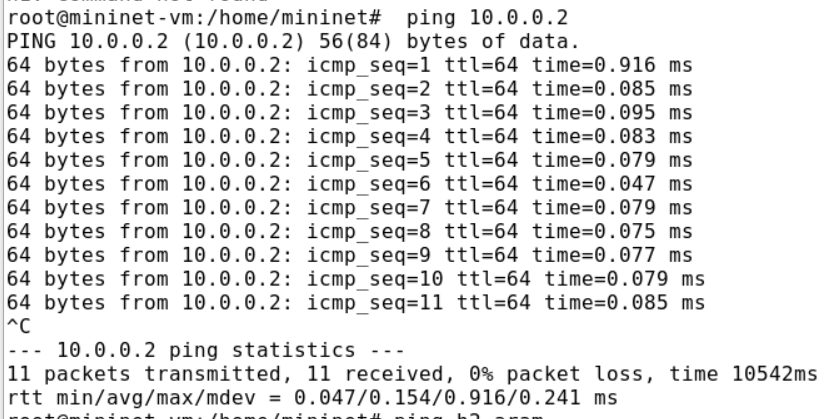 root@mininet-vm:/home/mininet#  ping 10.0.0.2
PING 10.0.0.2 (10.0.0.2) 56(84) bytes of data.
64 bytes from 10.0.0.2: icmp_seq=1 ttl=64 time=0.916 ms
64 bytes from 10.0.0.2: icmp_seq=2 ttl=64 time=0.085 ms
64 bytes from 10.0.0.2: icmp_seq=3 ttl=64 time=0.095 ms
64 bytes from 10.0.0.2: icmp_seq=4 ttl=64 time=0.083 ms
64 bytes from 10.0.0.2: icmp_seq=5 ttl=64 time=0.079 ms
64 bytes from 10.0.0.2: icmp_seq=6 ttl=64 time=0.047 ms
64 bytes from 10.0.0.2: icmp_seq=7 ttl=64 time=0.079 ms
64 bytes from 10.0.0.2: icmp_seq=8 ttl=64 time=0.075 ms
64 bytes from 10.0.0.2: icmp_seq=9 ttl=64 time=0.077 ms
64 bytes from 10.0.0.2: icmp_seq=10 ttl=64 time=0.079 ms
64 bytes from 10.0.0.2: icmp_seq=11 ttl=64 time=0.085 ms
^C
--- 10.0.0.2 ping statistics ---
11 packets transmitted, 11 received, 0% packet loss, time 10542ms
rtt min/avg/max/mdev = 0.047/0.154/0.916/0.241 ms
root@mininet-vm:/home/mininet# ping